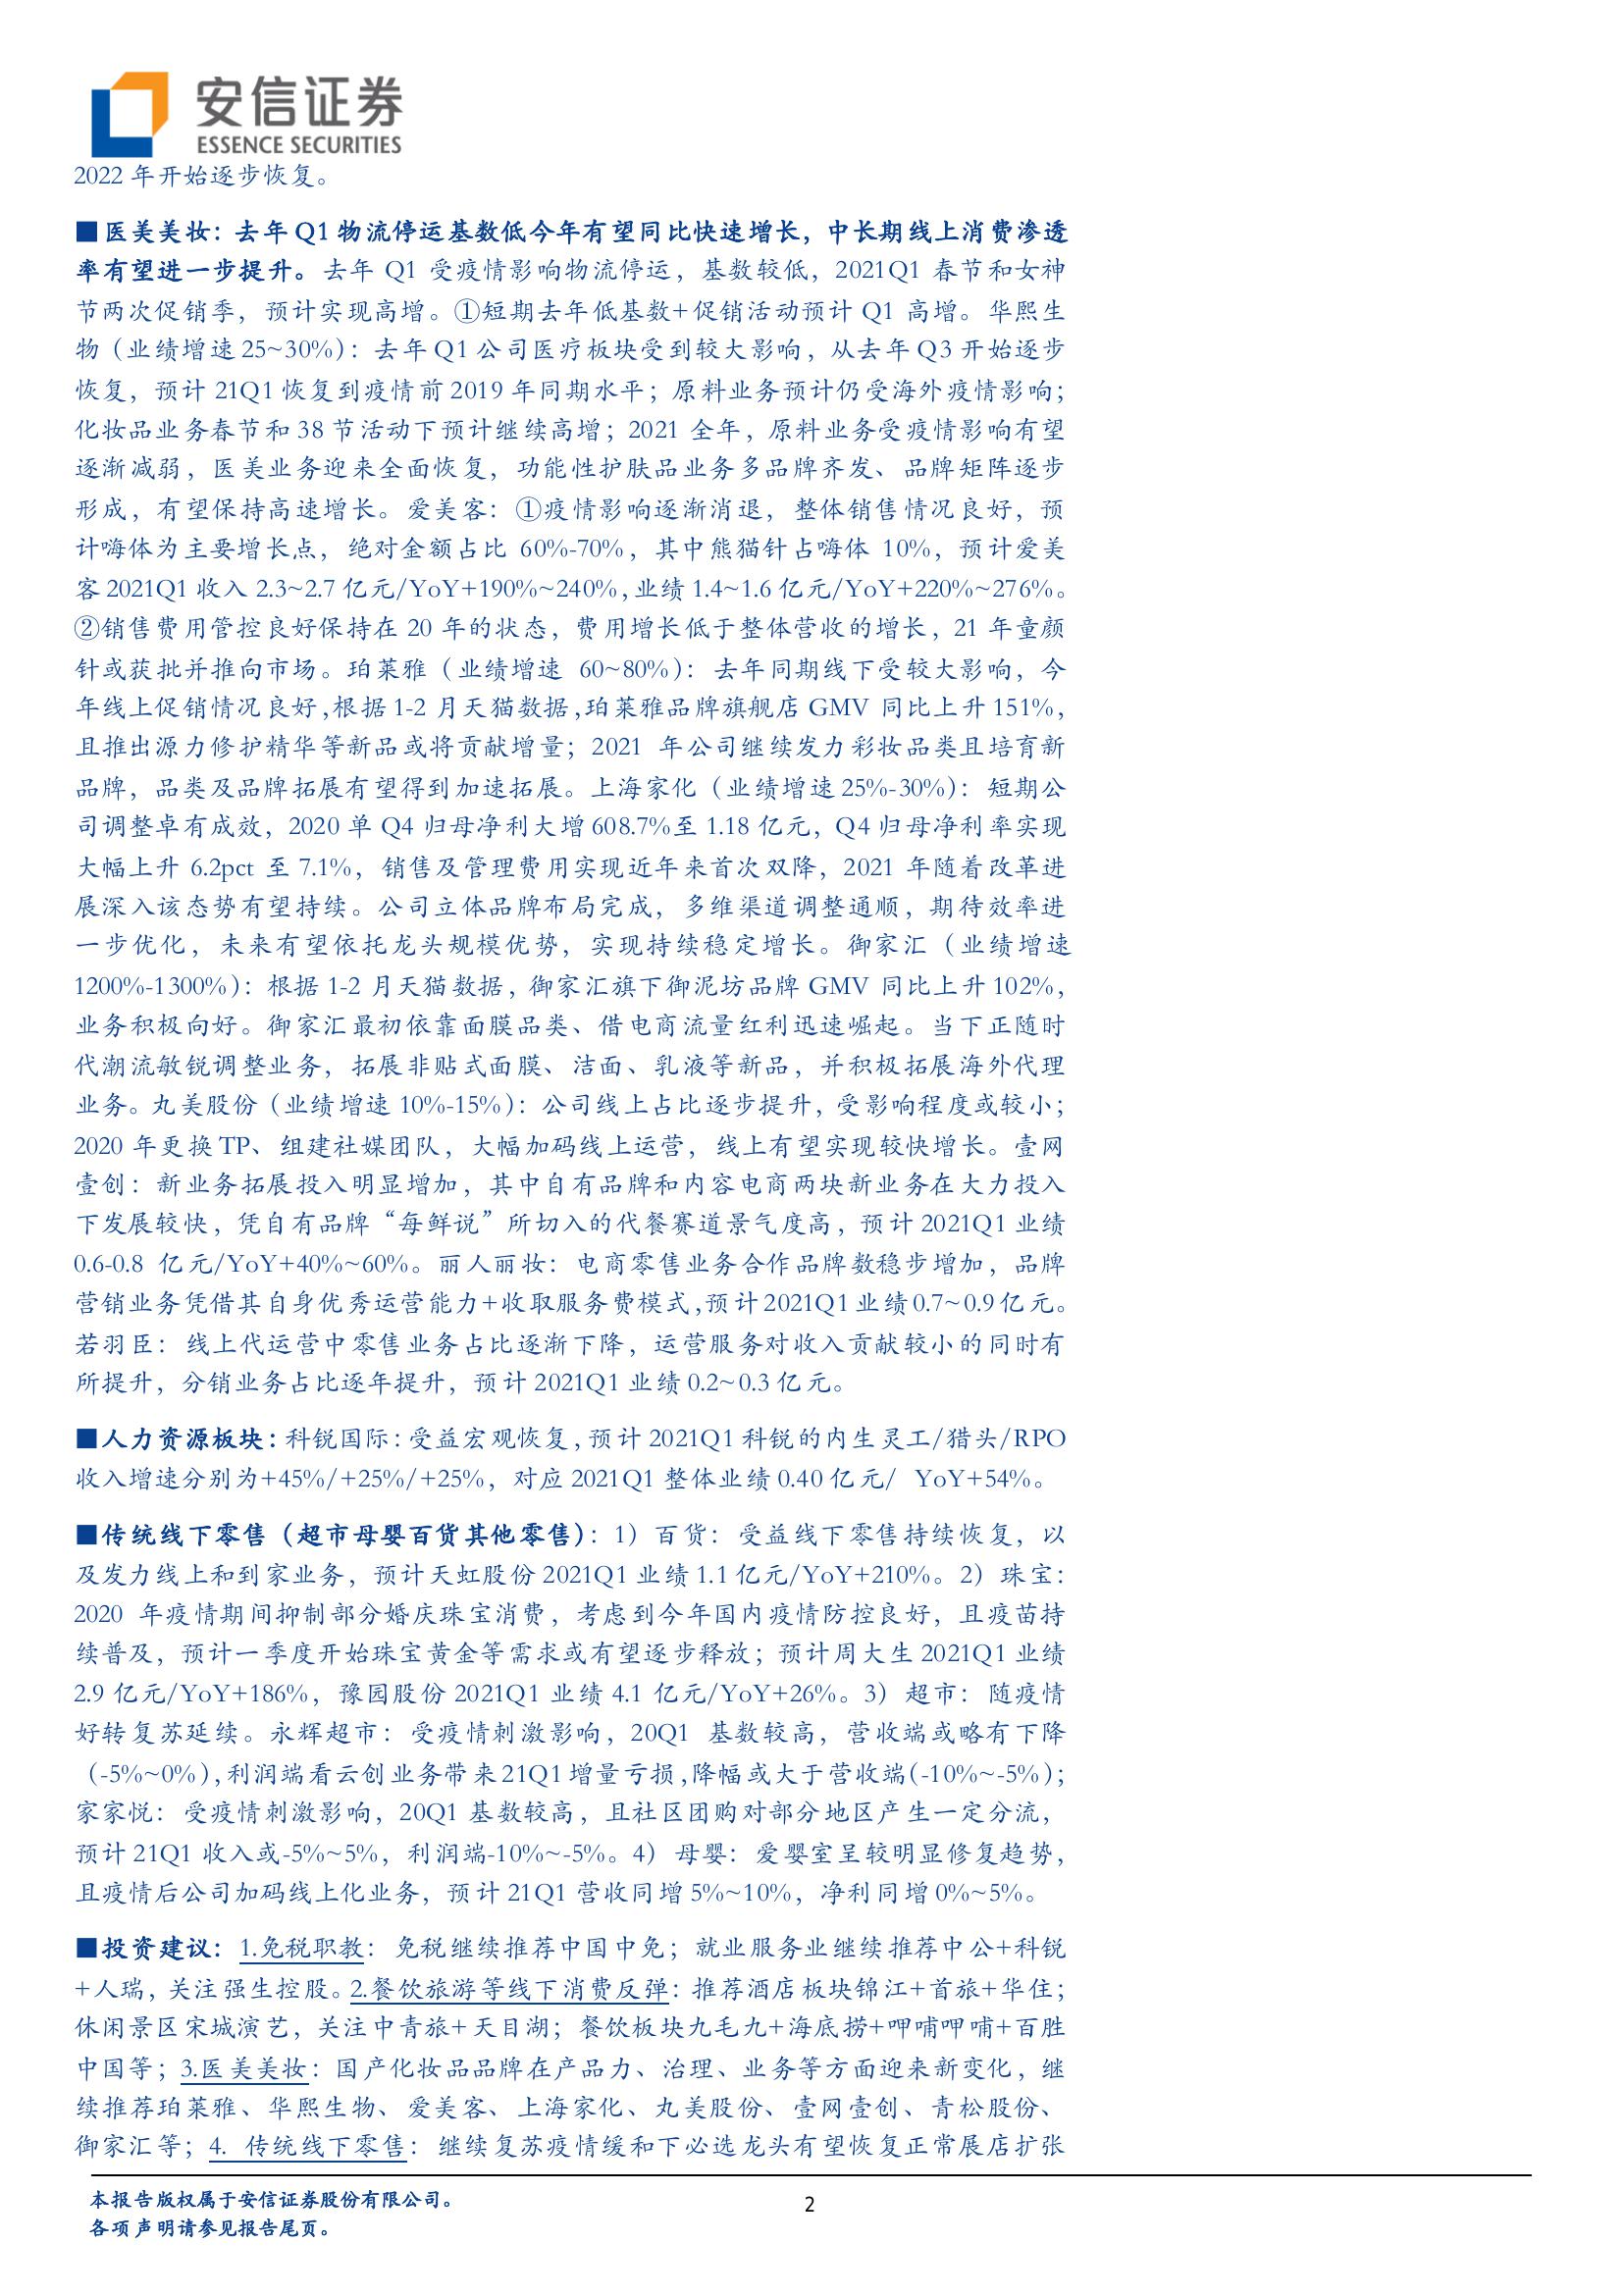 安信证券
ESSENCE SECURITIES
2022 年开始逐步恢复。
■医美美妆：去年 Q1 物流停运基数低今年有望同比快速增长，中长期线上消费渗透
率有望进一步提升。去年 Q1 受疫情影响物流停运，基数较低，2021Q1 春节和女神
节两次促销季，预计实现高增。①短期去年低基数+促销活动预计 Q1 高增。华熙生
物（业绩增速 25~30%）：去年 Q1 公司医疗板块受到较大影响，从去年 Q3 开始逐步
恢复，预计 21Q1 恢复到疫情前 2019 年同期水平；原料业务预计仍受海外疫情影响；
化妆品业务春节和 38 节活动下预计继续高增；2021 全年，原料业务受疫情影响有望
逐渐减弱，医美业务迎来全面恢复，功能性护肤品业务多品牌齐发、品牌矩阵逐步
形成，有望保持高速增长。爱美客：①疫情影响逐渐消退，整体销售情况良好，预
计嗨体为主要增长点，绝对金额占比 60%-70%，其中熊猫针占嗨体 10%，预计爱美
客 2021Q1 收入 2.3~2.7 亿元/YoY+190%~240%，业绩 1.4~1.6 亿元/YoY+220%~276%。
②销售费用管控良好保持在 20 年的状态，费用增长低于整体营收的增长，21 年童颜
针或获批并推向市场。珀莱雅（业绩增速 60~80%）：去年同期线下受较大影响，今
年线上促销情况良好，根据 1-2 月天猫数据，珀莱雅品牌旗舰店 GMV 同比上升 151%，
且推出源力修护精华等新品或将贡献增量；2021 年公司继续发力彩妆品类且培育新
品牌，品类及品牌拓展有望得到加速拓展。上海家化（业绩增速 25%-30%）：短期公
司调整卓有成效，2020 单 Q4 归母净利大增 608.7%至 1.18 亿元，Q4 归母净利率实现
大幅上升 6.2pct 至 7.1%，销售及管理费用实现近年来首次双降，2021 年随着改革进
展深入该态势有望持续。公司立体品牌布局完成，多维渠道调整通顺，期待效率进
一步优化，未来有望依托龙头规模优势，实现持续稳定增长。御家汇（业绩增速
1200%-1300%）：根据 1-2 月天猫数据，御家汇旗下御泥坊品牌 GMV 同比上升 102%，
业务积极向好。御家汇最初依靠面膜品类、借电商流量红利迅速崛起。当下正随时
代潮流敏锐调整业务，拓展非贴式面膜、洁面、乳液等新品，并积极拓展海外代理
业务。丸美股份（业绩增速 10%-15%）：公司线上占比逐步提升，受影响程度或较小；
2020 年更换 TP、组建社媒团队，大幅加码线上运营，线上有望实现较快增长。壹网
壹创：新业务拓展投入明显增加，其中自有品牌和内容电商两块新业务在大力投入
下发展较快，凭自有品牌“每鲜说”所切入的代餐赛道景气度高，预计 2021Q1 业绩
0.6-0.8 亿元/YoY+40%~60%。丽人丽妆：电商零售业务合作品牌数稳步增加，品牌
营销业务凭借其自身优秀运营能力+收取服务费模式，预计 2021Q1 业绩 0.7~0.9 亿元。
若羽臣：线上代运营中零售业务占比逐渐下降，运营服务对收入贡献较小的同时有
所提升，分销业务占比逐年提升，预计 2021Q1 业绩 0.2~0.3 亿元。
■人力资源板块：科锐国际：受益宏观恢复，预计 2021Q1 科锐的内生灵工/猎头/RPO
收入增速分别为+45%/+25%/+25%，对应 2021Q1 整体业绩 0.40 亿元/ YoY+54%。
■传统线下零售（超市母婴百货其他零售）：1）百货：受益线下零售持续恢复，以
及发力线上和到家业务，预计天虹股份 2021Q1 业绩 1.1 亿元/YoY+210%。2）珠宝：
2020 年疫情期间抑制部分婚庆珠宝消费，考虑到今年国内疫情防控良好，且疫苗持
续普及，预计一季度开始珠宝黄金等需求或有望逐步释放；预计周大生 2021Q1 业绩
2.9 亿元/YoY+186%，豫园股份 2021Q1 业绩 4.1 亿元/YoY+26%。3）超市：随疫情
好转复苏延续。永辉超市：受疫情刺激影响，20Q1 基数较高，营收端或略有下降
（-5%~0%），利润端看云创业务带来 21Q1 增量亏损，降幅或大于营收端（-10%~-5%）；
家家悦：受疫情刺激影响，20Q1 基数较高，且社区团购对部分地区产生一定分流，
预计 21Q1 收入或-5%~5%，利润端-10%~-5%。4）母婴：爱婴室呈较明显修复趋势，
且疫情后公司加码线上化业务，预计 21Q1 营收同增 5%~10%，净利同增 0%~5%。
■投资建议：1.免税职教：免税继续推荐中国中免；就业服务业继续推荐中公+科锐
+人瑞，关注强生控股。2.餐饮旅游等线下消费反弹：推荐酒店板块锦江+首旅+华住；
休闲景区宋城演艺，关注中青旅+天目湖；餐饮板块九毛九+海底捞+呷哺呷哺+百胜
中国等；3.医美美妆：国产化妆品品牌在产品力、治理、业务等方面迎来新变化，继
续推荐珀莱雅、华熙生物、爱美客、上海家化、丸美股份、壹网壹创、青松股份、
御家汇等；4. 传统线下零售：继续复苏疫情缓和下必选龙头有望恢复正常展店扩张
本报告版权属于安信证券股份有限公司。
各项声明请参见报告尾页。
2